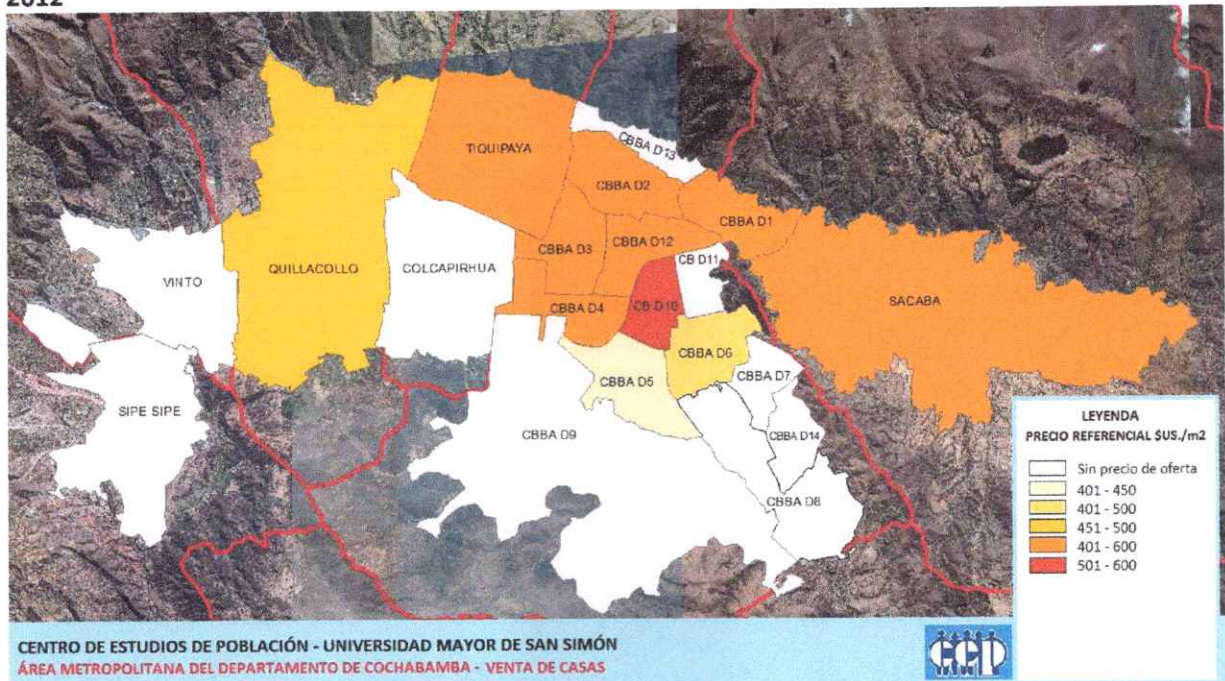 2012
CBBA D13
TIQUIPAYA
CBBA D2
CBBA D1
CBBA D3
CBBA D12
CB D11
QUILLACOLLO
COLCAPIRHUA
VINTO
SACABA
CBBA D4
CB D10
CBBA D6
CBBA D5
CBBA D7
SIPE SIPE
CBBA D9
CBBA D14
CBBA D8
LEYENDA
PRECIO REFERENCIAL $US./m2
Sin precio de oferta
401 - 450
401 - 500
451 - 500
401 - 600
501 - 600
CENTRO DE ESTUDIOS DE POBLACIÓN - UNIVERSIDAD MAYOR DE SAN SIMÓN
ÁREA METROPOLITANA DEL DEPARTAMENTO DE COCHABAMBA - VENTA DE CASAS